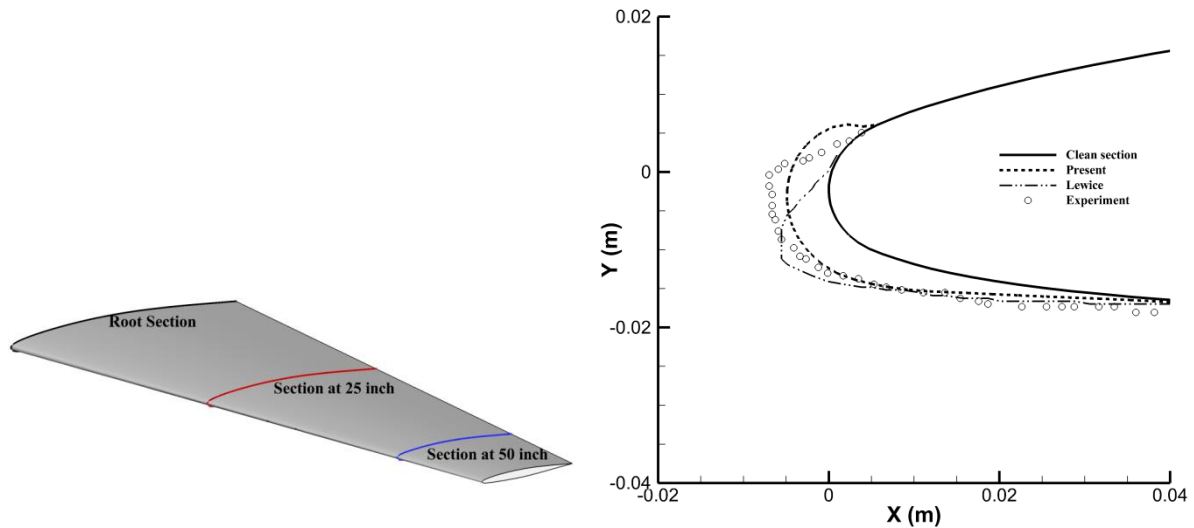 Root Section
Section at 25 inch
Section at 50 inch
0.02
0
-0.02
-0.04
Y (m)
Clean section
Present
Lewice
Experiment
-0.02
0
0.02
0.04
X (m)